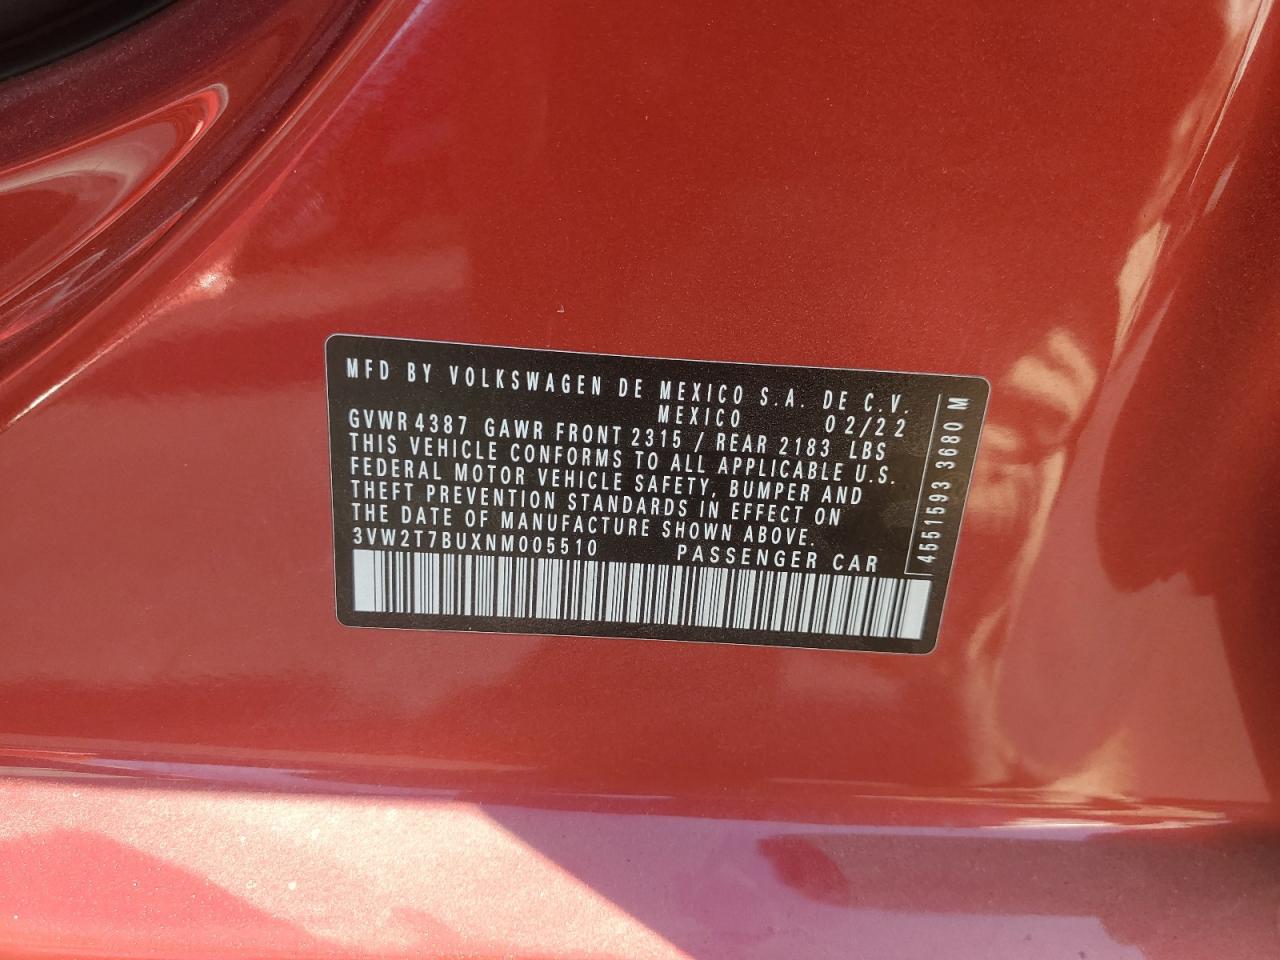 MFD BY VOLKSWAGEN DE MEXICO S.A. DE C.V.
MEXICO 02/22
GVWR 4387 GAWR FRONT 2315 / REAR 2183 LBS
THIS VEHICLE CONFORMS TO ALL APPLICABLE U.S.
FEDERAL MOTOR VEHICLE SAFETY, BUMPER AND
THEFT PREVENTION STANDARDS IN EFFECT ON
THE DATE OF MANUFACTURE SHOWN ABOVE.
3VW2T7BUXNM005510 PASSENGER CAR
4551593 3680 M